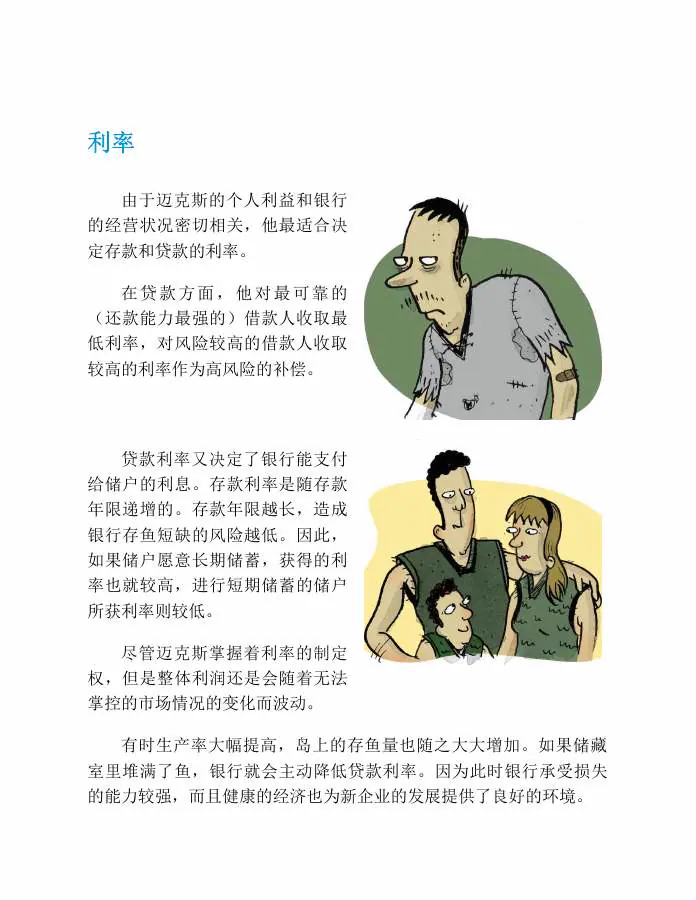 利率
由于迈克斯的个人利益和银行
的经营状况密切相关，他最适合决
定存款和贷款的利率。
在贷款方面，他对最可靠的
（还款能力最强的）借款人收取最
低利率，对风险较高的借款人收取
较高的利率作为高风险的补偿。
贷款利率又决定了银行能支付
给储户的利息。存款利率是随存款
年限递增的。存款年限越长，造成
银行存鱼短缺的风险越低。因此，
如果储户愿意长期储蓄，获得的利
率也就较高，进行短期储蓄的储户
所获利率则较低。
尽管迈克斯掌握着利率的制定
权，但是整体利润还是会随着无法
掌控的市场情况的变化而波动。
有时生产率大幅提高，岛上的存鱼量也随之大大增加。如果储藏
室里堆满了鱼，银行就会主动降低贷款利率。因为此时银行承受损失
的能力较强，而且健康的经济也为新企业的发展提供了良好的环境。